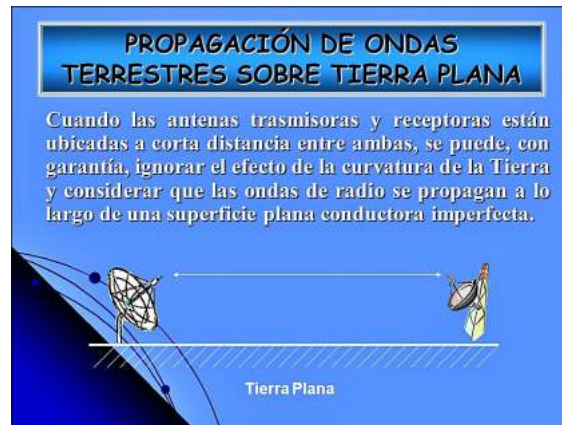 PROPAGACIÓN DE ONDAS
TERRESTRES SOBRE TIERRA PLANA
Cuando las antenas trasmisoras y receptoras están
ubicadas a corta distancia entre ambas, se puede, con
garantía, ignorar el efecto de la curvatura de la Tierra
y considerar que las ondas de radio se propagan a lo
largo de una superficie plana conductora imperfecta.
Tierra Plana